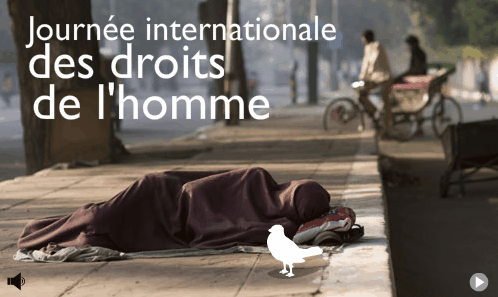 Journée internationale
des droits
de l'homme